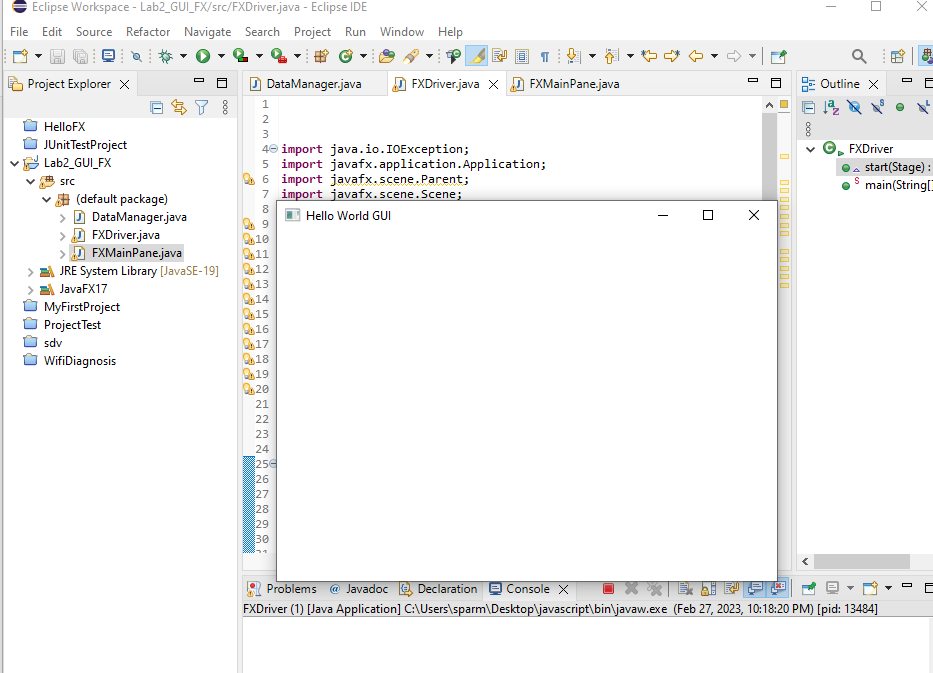 Eclipse Workspace - Lab2_GUI_FX/src/FXDriver.java - Eclipse IDE
File Edit Source Refactor Navigate Search Project Run Window Help
Project Explorer
DataManager.java FXDriver.java FXMainPane.java
Outline
HelloFX
JUnitTestProject
Lab2_GUI_FX
src
(default package)
DataManager.java
FXDriver.java
FXMainPane.java
JRE System Library [JavaSE-19]
JavaFX17
MyFirstProject
ProjectTest
sdv
WifiDiagnosis
1
2
3
4 import java.io.IOException;
5 import javafx.application.Application;
6 import javafx.scene.Parent;
7 import javafx.scene.Scene;
8
9
10
11
12
13
14
15
16
17
18
19
20
21
22
23
24
25
26
27
28
29
30
31
Hello World GUI
FXDriver
start(Stage) :
main(String[]
Problems Javadoc Declaration Console
FXDriver (1) [Java Application] C:\Users\sparm\Desktop\javascript\bin\javaw.exe (Feb 27, 2023, 10:18:20 PM) [pid: 13484]